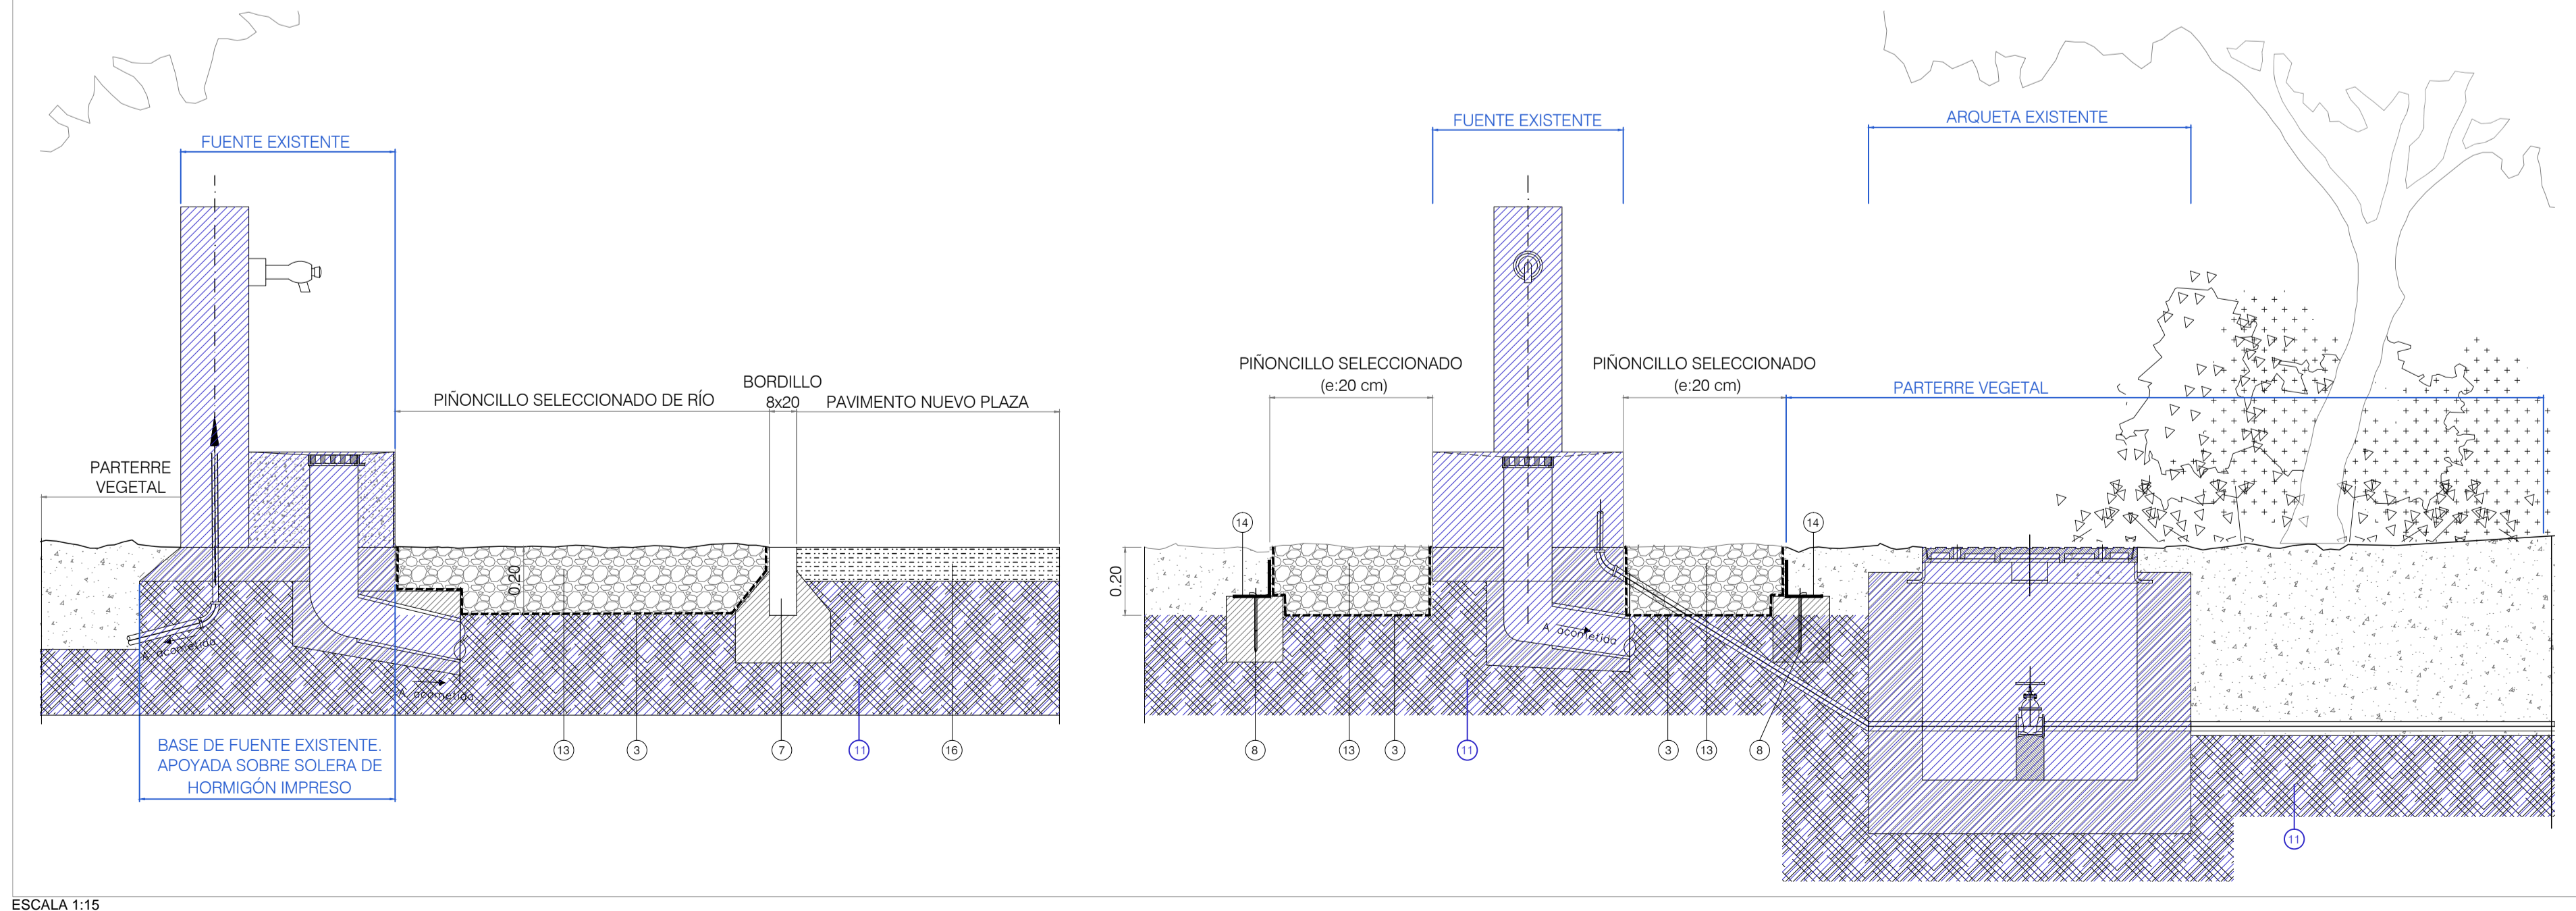 FUENTE EXISTENTE
PIÑONCILLO SELECCIONADO DE RÍO
BORDILLO
8x20
PAVIMENTO NUEVO PLAZA
PARTERRE
VEGETAL
0.20
A. acometida
A. acometida
BASE DE FUENTE EXISTENTE.
APOYADA SOBRE SOLERA DE
HORMIGÓN IMPRESO
13
3
7
11
16
FUENTE EXISTENTE
ARQUETA EXISTENTE
PIÑONCILLO SELECCIONADO
(e:20 cm)
PIÑONCILLO SELECCIONADO
(e:20 cm)
PARTERRE VEGETAL
14
14
0.20
A. acometida
8
13
3
11
3
13
8
11
ESCALA 1:15